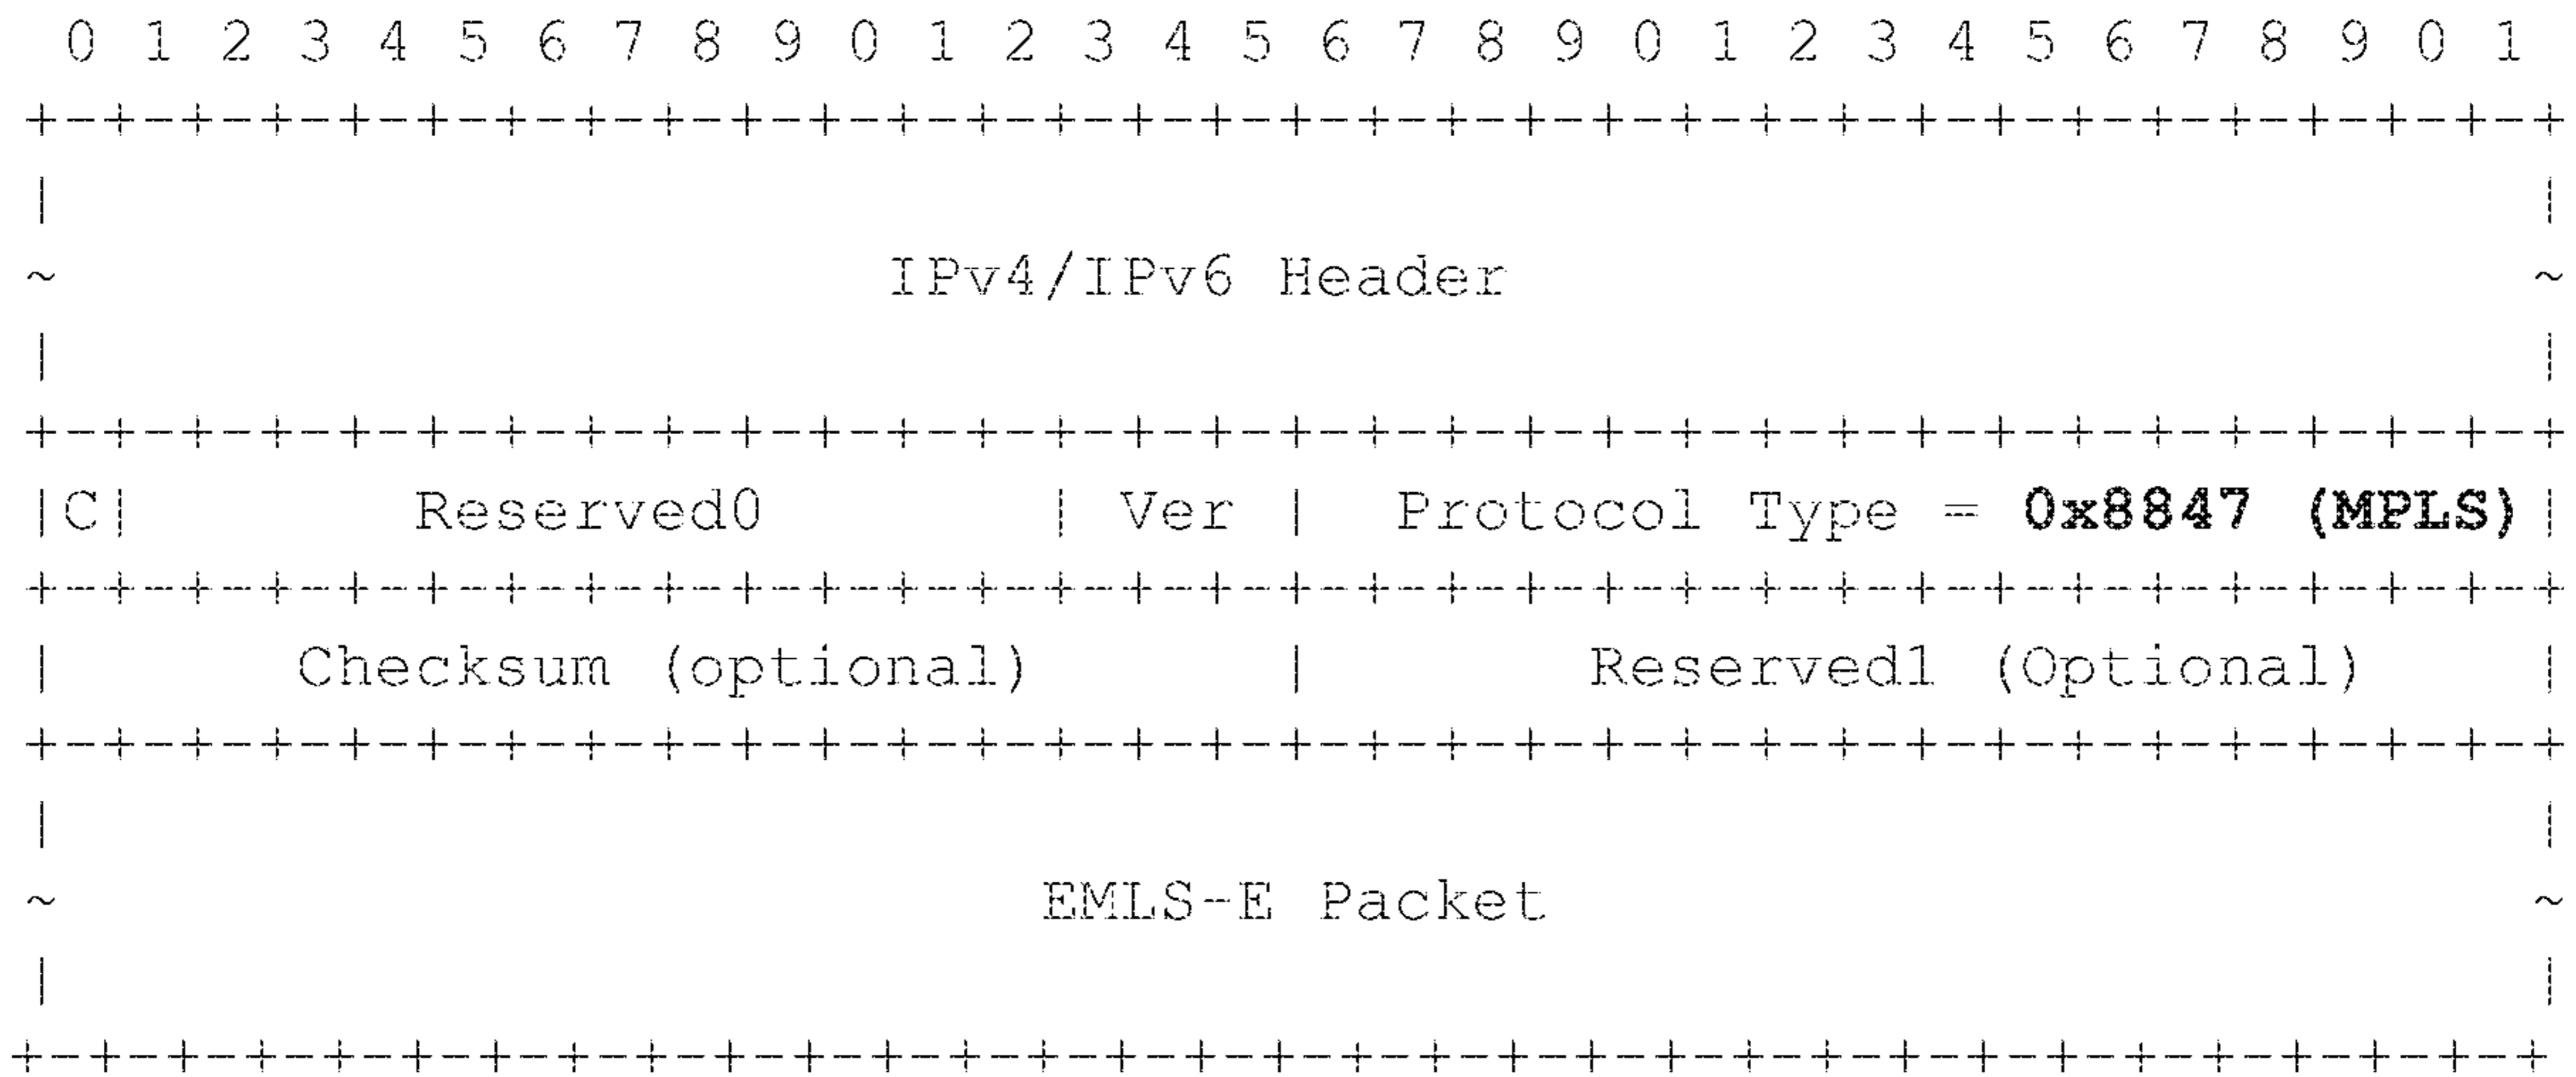 0 1 2 3 4 5 6 7 8 9 0 1 2 3 4 5 6 7 8 9 0 1 2 3 4 5 6 7 8 9 0 1
+-+-+-+-+-+-+-+-+-+-+-+-+-+-+-+-+-+-+-+-+-+-+-+-+-+-+-+-+-+-+-+-+
| |
~ IPv4/IPv6 Header ~
| |
+-+-+-+-+-+-+-+-+-+-+-+-+-+-+-+-+-+-+-+-+-+-+-+-+-+-+-+-+-+-+-+-+
|C| Reserved0 | Ver | Protocol Type = 0x8847 (MPLS)|
+-+-+-+-+-+-+-+-+-+-+-+-+-+-+-+-+-+-+-+-+-+-+-+-+-+-+-+-+-+-+-+-+
| Checksum (optional) | Reserved1 (Optional) |
+-+-+-+-+-+-+-+-+-+-+-+-+-+-+-+-+-+-+-+-+-+-+-+-+-+-+-+-+-+-+-+-+
| |
~ EMLS-E Packet ~
| |
+-+-+-+-+-+-+-+-+-+-+-+-+-+-+-+-+-+-+-+-+-+-+-+-+-+-+-+-+-+-+-+-+